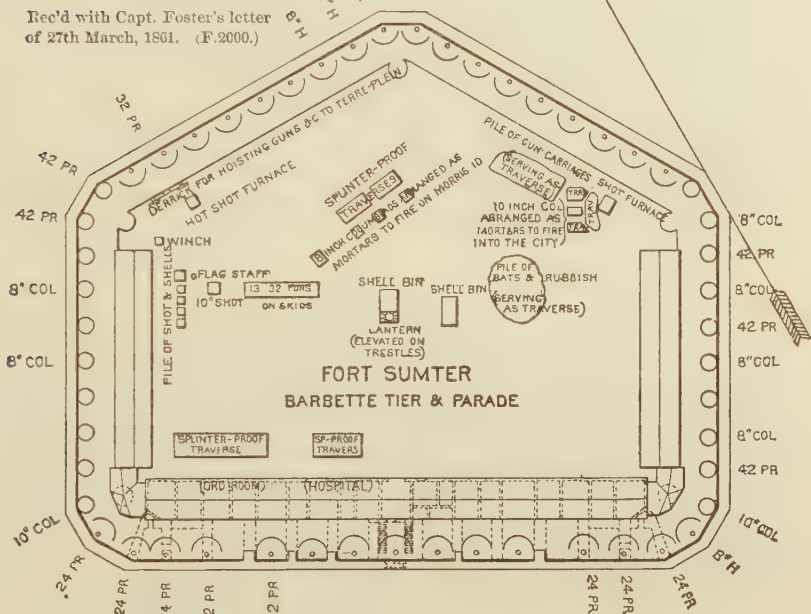 Rec'd with Capt. Foster's letter
of 27th March, 1861. (F.2000.)
8" H
32 PR
42 PR
42 PR
8" COL
8" COL
10" COL
DERRICK FOR HOISTING GUNS &C TO TERRE-PLEIN
HOT SHOT FURNACE
WINCH
PILE OF SHOT & SHELLS
FLAG STAFF
10" SHOT
13 32 PDRS
ON SKIDS
SPLINTER-PROOF
TRAVERSES
8 INCH COLUMBIADS ARRANGED AS
MORTARS TO FIRE ON MORRIS ID
PILE OF GUN CARRIAGES
(SERVING AS
TRAVERSE)
SHOT FURNACE
TRAV
TRAV
TRAV
10 INCH COL
ARRANGED AS
MORTARS TO FIRE
INTO THE CITY
SHELL BIN
SHELL BIN
LANTERN
(ELEVATED ON
TRESTLES)
PILE OF
BATS & RUBBISH
(SERVING
AS TRAVERSE)
FORT SUMTER
BARBETTE TIER & PARADE
SPLINTER-PROOF
TRAVERSE
SP-PROOF
TRAVERS
(ORD ROOM) (HOSPITAL)
8" COL
42 PR
8" COL
42 PR
8" COL
8" COL
42 PR
10" COL
8" H
24 PR
24 PR
4 PR
2 PR
2 PR
24 PR
24 PR
24 PR